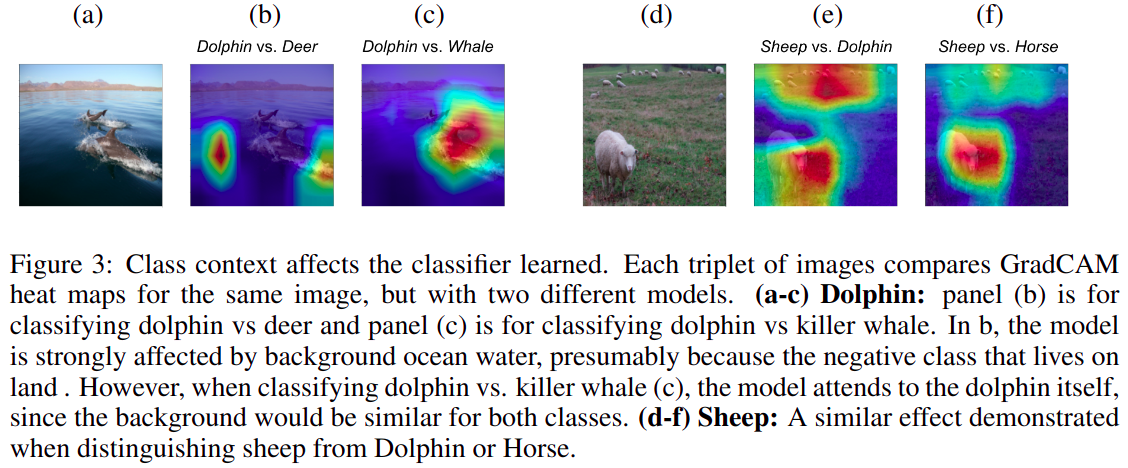 (a) (b) (c) (d) (e) (f)
Dolphin vs. Deer Dolphin vs. Whale Sheep vs. Dolphin Sheep vs. Horse
Figure 3: Class context affects the classifier learned. Each triplet of images compares GradCAM
heat maps for the same image, but with two different models. (a-c) Dolphin: panel (b) is for
classifying dolphin vs deer and panel (c) is for classifying dolphin vs killer whale. In b, the model
is strongly affected by background ocean water, presumably because the negative class that lives on
land . However, when classifying dolphin vs. killer whale (c), the model attends to the dolphin itself,
since the background would be similar for both classes. (d-f) Sheep: A similar effect demonstrated
when distinguishing sheep from Dolphin or Horse.